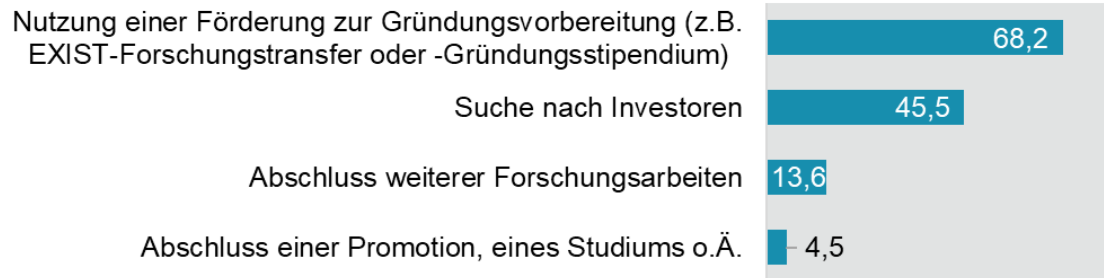 Nutzung einer Förderung zur Gründungsvorbereitung (z.B.
EXIST-Forschungstransfer oder -Gründungsstipendium)
68,2
Suche nach Investoren
45,5
Abschluss weiterer Forschungsarbeiten
13,6
Abschluss einer Promotion, eines Studiums o.Ä.
4,5